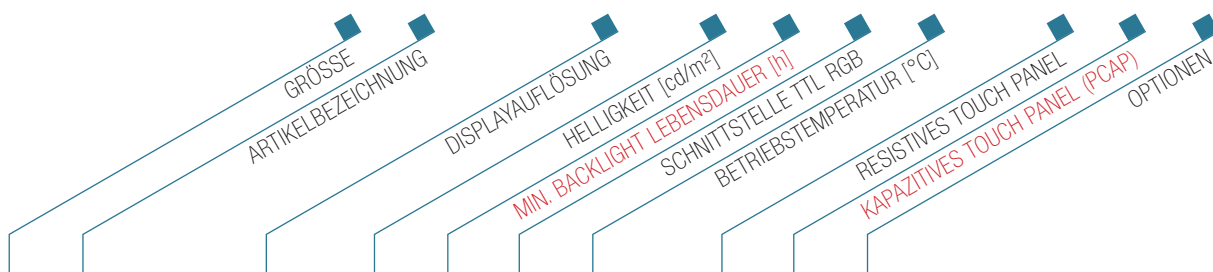 GRÖSSE
ARTIKELBEZEICHNUNG
DISPLAYAUFLÖSUNG
HELLIGKEIT [cd/m²]
MIN. BACKLIGHT LEBENSDAUER [h]
SCHNITTSTELLE TTL RGB
BETRIEBSTEMPERATUR [°C]
RESISTIVES TOUCH PANEL
KAPAZITIVES TOUCH PANEL (PCAP)
OPTIONEN